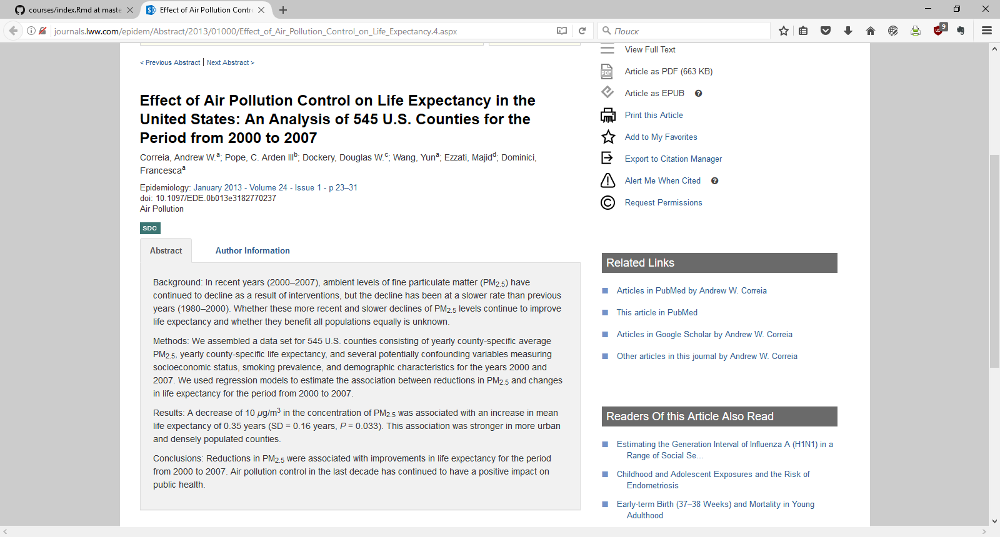 courses/index.Rmd at maste
Effect of Air Pollution Contro
journals.lww.com/epidem/Abstract/2013/01000/Effect_of_Air_Pollution_Control_on_Life_Expectancy.4.aspx
Поиск
9
< Previous Abstract | Next Abstract >
Effect of Air Pollution Control on Life Expectancy in the
United States: An Analysis of 545 U.S. Counties for the
Period from 2000 to 2007
Correia, Andrew W.a; Pope, C. Arden IIIb; Dockery, Douglas W.c; Wang, Yuna; Ezzati, Majidd; Dominici,
Francescaa
Epidemiology: January 2013 - Volume 24 - Issue 1 - p 23–31
doi: 10.1097/EDE.0b013e3182770237
Air Pollution
SDC
Abstract
Author Information
Background: In recent years (2000–2007), ambient levels of fine particulate matter (PM2.5) have
continued to decline as a result of interventions, but the decline has been at a slower rate than previous
years (1980–2000). Whether these more recent and slower declines of PM2.5 levels continue to improve
life expectancy and whether they benefit all populations equally is unknown.
Methods: We assembled a data set for 545 U.S. counties consisting of yearly county-specific average
PM2.5, yearly county-specific life expectancy, and several potentially confounding variables measuring
socioeconomic status, smoking prevalence, and demographic characteristics for the years 2000 and
2007. We used regression models to estimate the association between reductions in PM2.5 and changes
in life expectancy for the period from 2000 to 2007.
Results: A decrease of 10 μg/m3 in the concentration of PM2.5 was associated with an increase in mean
life expectancy of 0.35 years (SD = 0.16 years, P = 0.033). This association was stronger in more urban
and densely populated counties.
Conclusions: Reductions in PM2.5 were associated with improvements in life expectancy for the period
from 2000 to 2007. Air pollution control in the last decade has continued to have a positive impact on
public health.
View Full Text
PDF
Article as PDF (663 KB)
Article as EPUB
Print this Article
Add to My Favorites
Export to Citation Manager
Alert Me When Cited
Request Permissions
Related Links
Articles in PubMed by Andrew W. Correia
This article in PubMed
Articles in Google Scholar by Andrew W. Correia
Other articles in this journal by Andrew W. Correia
Readers Of this Article Also Read
Estimating the Generation Interval of Influenza A (H1N1) in a
Range of Social Se...
Childhood and Adolescent Exposures and the Risk of
Endometriosis
Early-term Birth (37–38 Weeks) and Mortality in Young
Adulthood